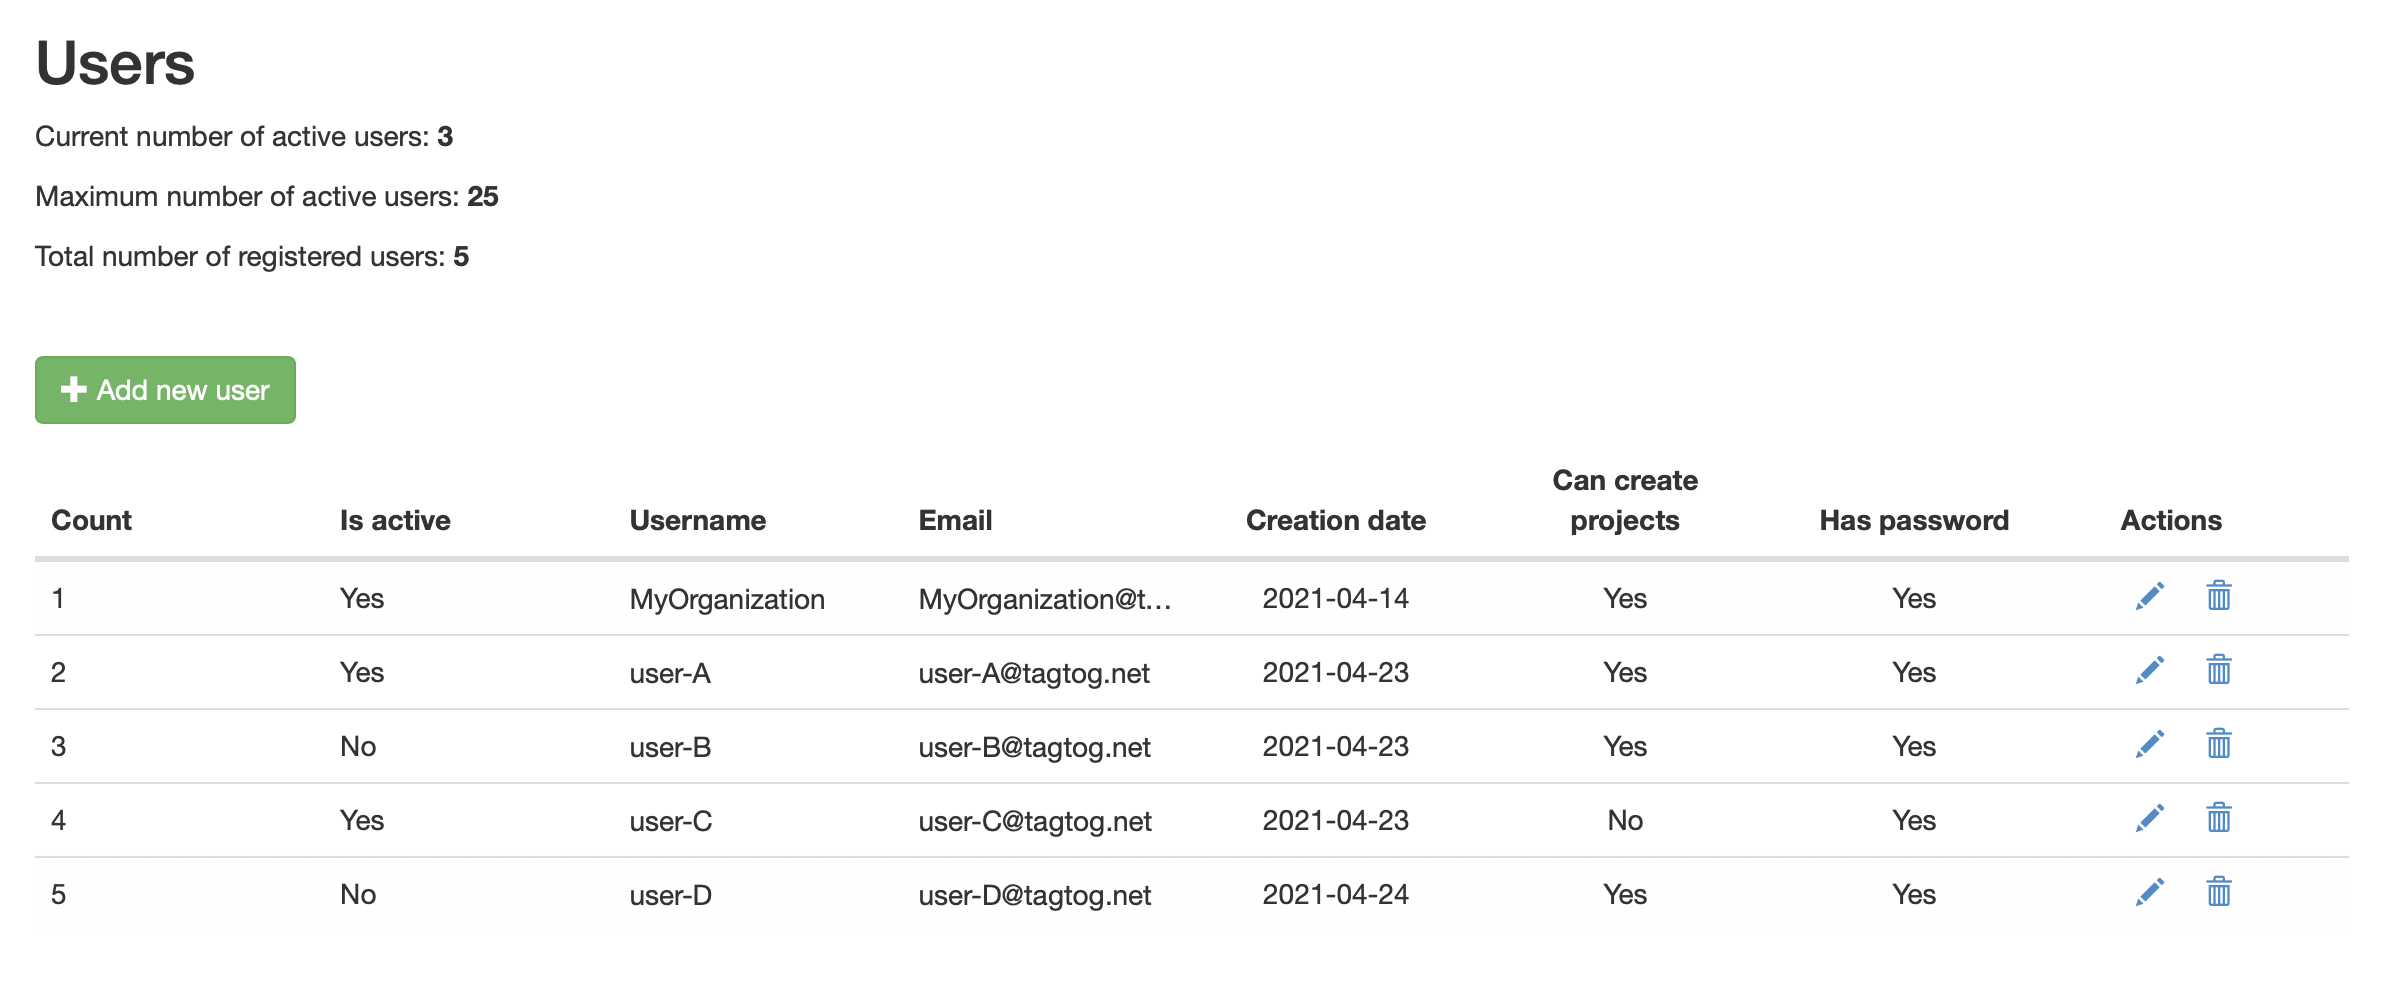 Users
Current number of active users: 3
Maximum number of active users: 25
Total number of registered users: 5
Add new user
Count Is active Username Email Creation date Can create projects Has password Actions
1 Yes MyOrganization MyOrganization@t... 2021-04-14 Yes Yes
2 Yes user-A user-A@tagtog.net 2021-04-23 Yes Yes
3 No user-B user-B@tagtog.net 2021-04-23 Yes Yes
4 Yes user-C user-C@tagtog.net 2021-04-23 No Yes
5 No user-D user-D@tagtog.net 2021-04-24 Yes Yes